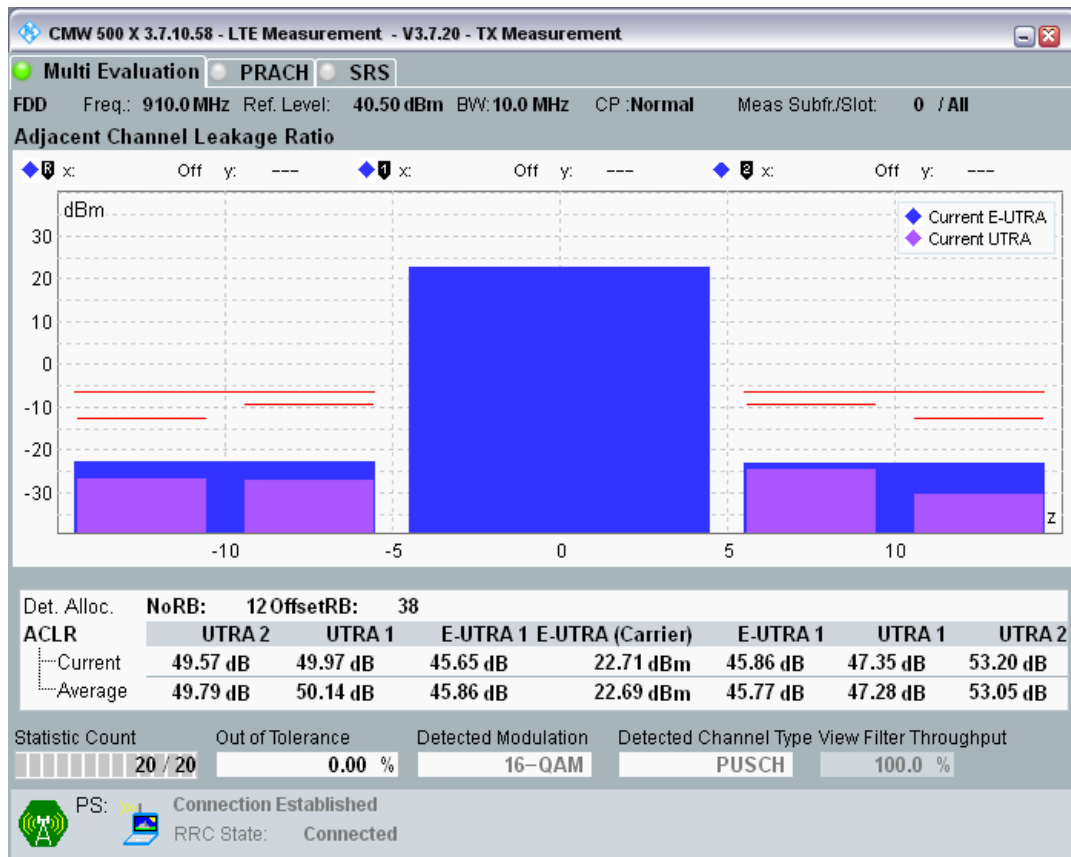 CMW 500 X 3.7.10.58 - LTE Measurement - V3.7.20 - TX Measurement
Multi Evaluation PRACH SRS
FDD Freq.: 910.0 MHz Ref. Level: 40.50 dBm BW: 10.0 MHz CP :Normal Meas Subfr./Slot: 0 / All
Adjacent Channel Leakage Ratio
R x: Off y: --- 1 x: Off y: --- 2 x: Off y: ---
dBm
Current E-UTRA
Current UTRA
30
20
10
0
-10
-20
-30
z
-10 -5 0 5 10
Det. Alloc. NoRB: 12 OffsetRB: 38
ACLR UTRA 2 UTRA 1 E-UTRA 1 E-UTRA (Carrier) E-UTRA 1 UTRA 1 UTRA 2
Current 49.57 dB 49.97 dB 45.65 dB 22.71 dBm 45.86 dB 47.35 dB 53.20 dB
Average 49.79 dB 50.14 dB 45.86 dB 22.69 dBm 45.77 dB 47.28 dB 53.05 dB
Statistic Count Out of Tolerance Detected Modulation Detected Channel Type View Filter Throughput
20 / 20 0.00 % 16-QAM PUSCH 100.0 %
PS: Connection Established
RRC State: Connected